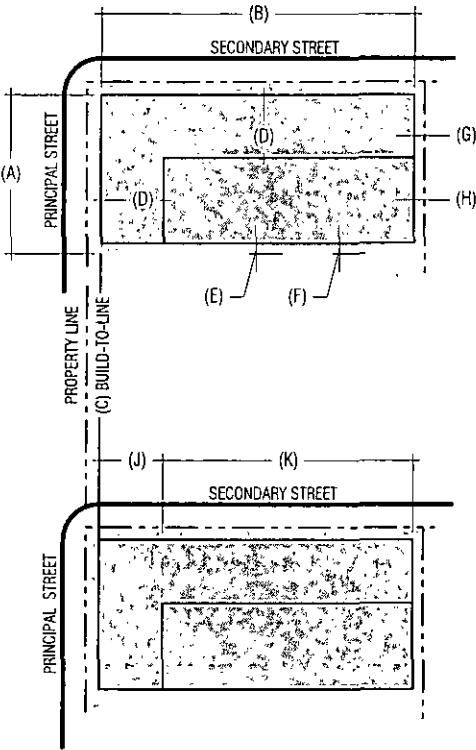 (B)
SECONDARY STREET
PRINCIPAL STREET
(A)
(D)
(G)
(D)
(H)
(E)
(F)
PROPERTY LINE
(C) BUILD-TO-LINE
(J)
(K)
SECONDARY STREET
PRINCIPAL STREET